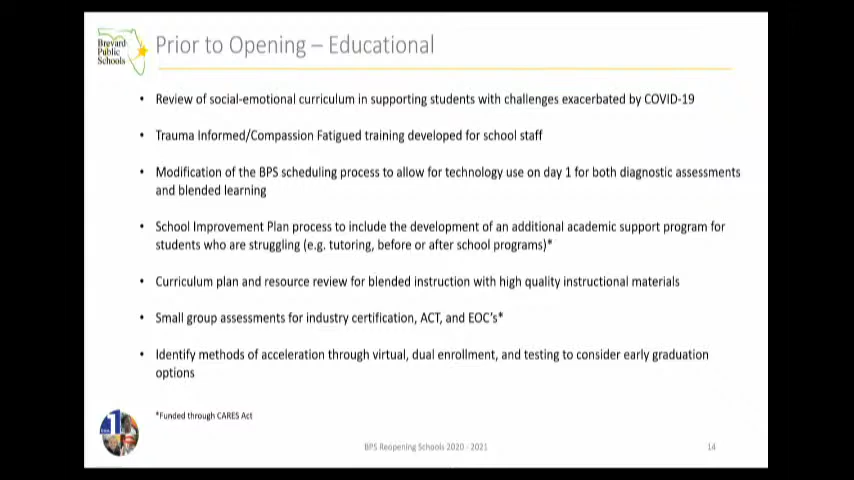 Brevard
Public
Schools
Prior to Opening – Educational
• Review of social-emotional curriculum in supporting students with challenges exacerbated by COVID-19
• Trauma Informed/Compassion Fatigued training developed for school staff
• Modification of the BPS scheduling process to allow for technology use on day 1 for both diagnostic assessments
and blended learning
• School Improvement Plan process to include the development of an additional academic support program for
students who are struggling (e.g. tutoring, before or after school programs)*
• Curriculum plan and resource review for blended instruction with high quality instructional materials
• Small group assessments for industry certification, ACT, and EOC's*
• Identify methods of acceleration through virtual, dual enrollment, and testing to consider early graduation
options
*Funded through CARES Act
1
BPS Reopening Schools 2020 - 2021
14